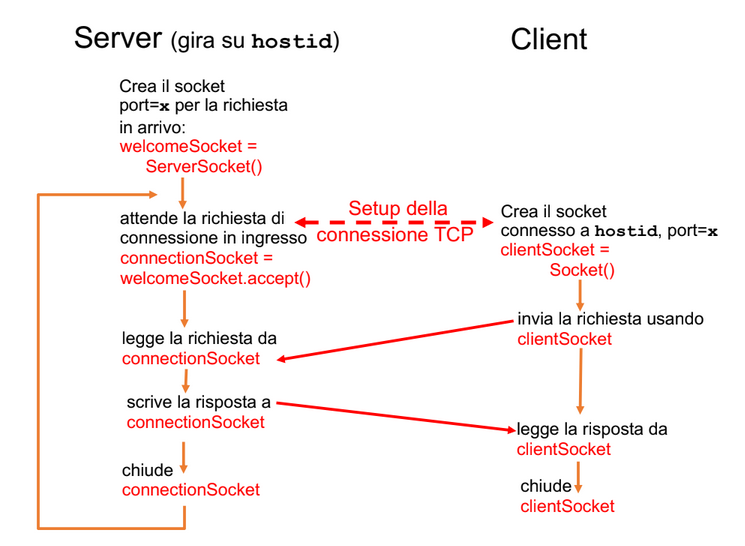 Server (gira su hostid)
Crea il socket
port=x per la richiesta
in arrivo:
welcomeSocket =
ServerSocket()
attende la richiesta di
connessione in ingresso
connectionSocket =
welcomeSocket.accept()
legge la richiesta da
connectionSocket
scrive la risposta a
connectionSocket
chiude
connectionSocket
Setup della
connessione TCP
Client
Crea il socket
connesso a hostid, port=x
clientSocket =
Socket()
invia la richiesta usando
clientSocket
legge la risposta da
clientSocket
chiude
clientSocket